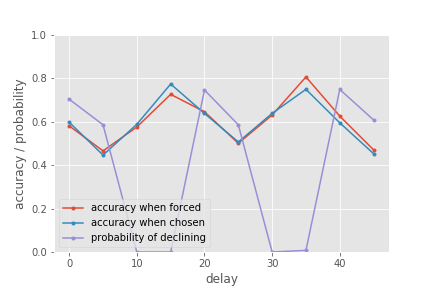 1.0
0.8
0.6
0.4
0.2
0.0
accuracy / probability
accuracy when forced
accuracy when chosen
probability of declining
0 10 20 30 40
delay